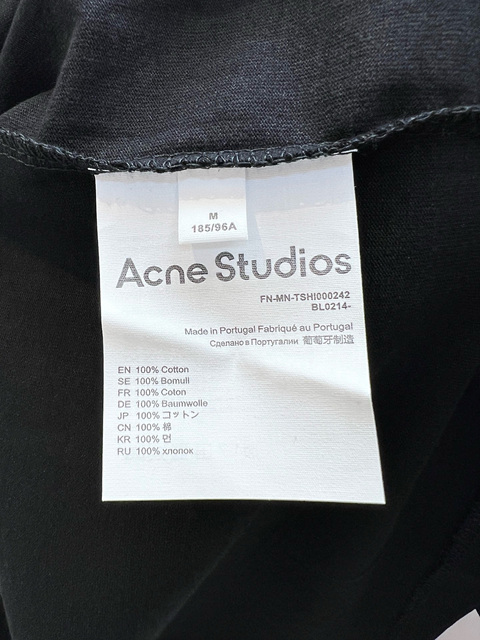 M
185/96A
Acne Studios
FN-MN-TSHI000242
BL0214-
Made in Portugal Fabriqué au Portugal
Сделано в Португалии 葡萄牙制造
EN 100% Cotton
SE 100% Bomull
FR 100% Coton
DE 100% Baumwolle
JP 100% コットン
CN 100% 棉
KR 100% 면
RU 100% хлопок